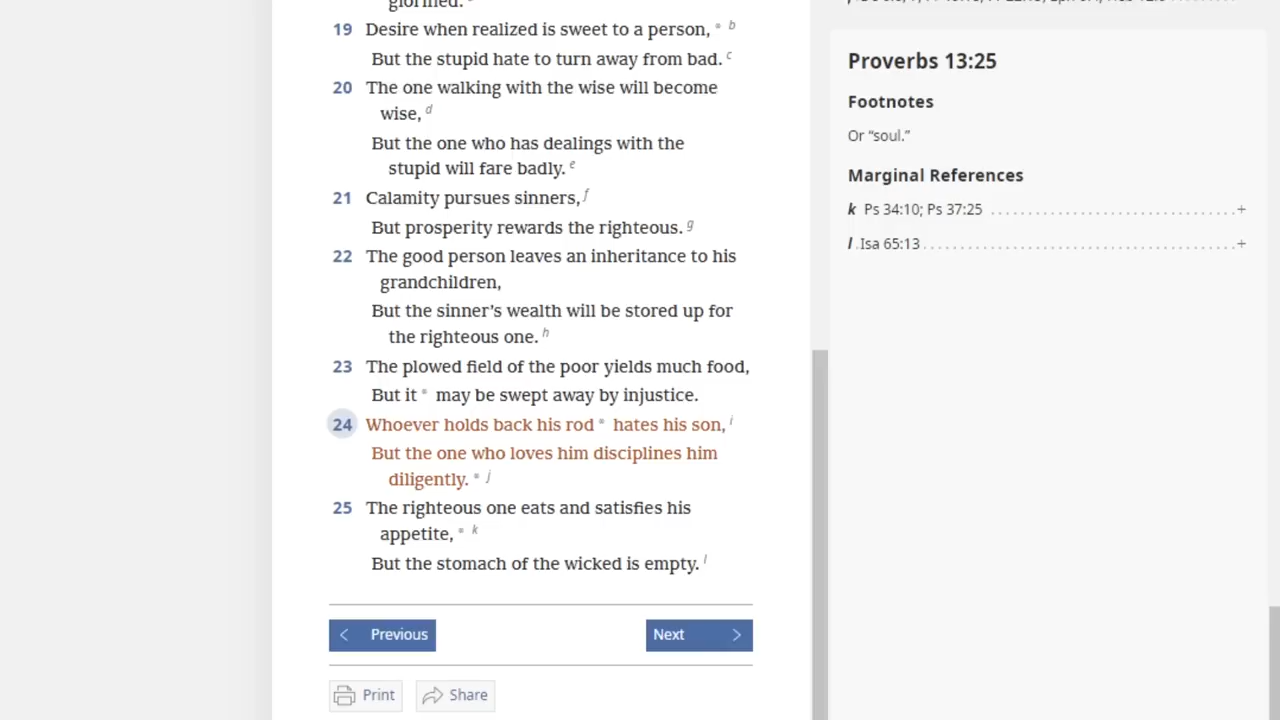 glorified.
19 Desire when realized is sweet to a person, * b
But the stupid hate to turn away from bad. c
20 The one walking with the wise will become
wise, d
But the one who has dealings with the
stupid will fare badly. e
21 Calamity pursues sinners, f
But prosperity rewards the righteous. g
22 The good person leaves an inheritance to his
grandchildren,
But the sinner’s wealth will be stored up for
the righteous one. h
23 The plowed field of the poor yields much food,
But it * may be swept away by injustice.
24 Whoever holds back his rod * hates his son, i
But the one who loves him disciplines him
diligently. * j
25 The righteous one eats and satisfies his
appetite, * k
But the stomach of the wicked is empty. l
< Previous
Next >
Print
Share
Proverbs 13:25
Footnotes
Or “soul.”
Marginal References
k Ps 34:10; Ps 37:25 +
l Isa 65:13 +